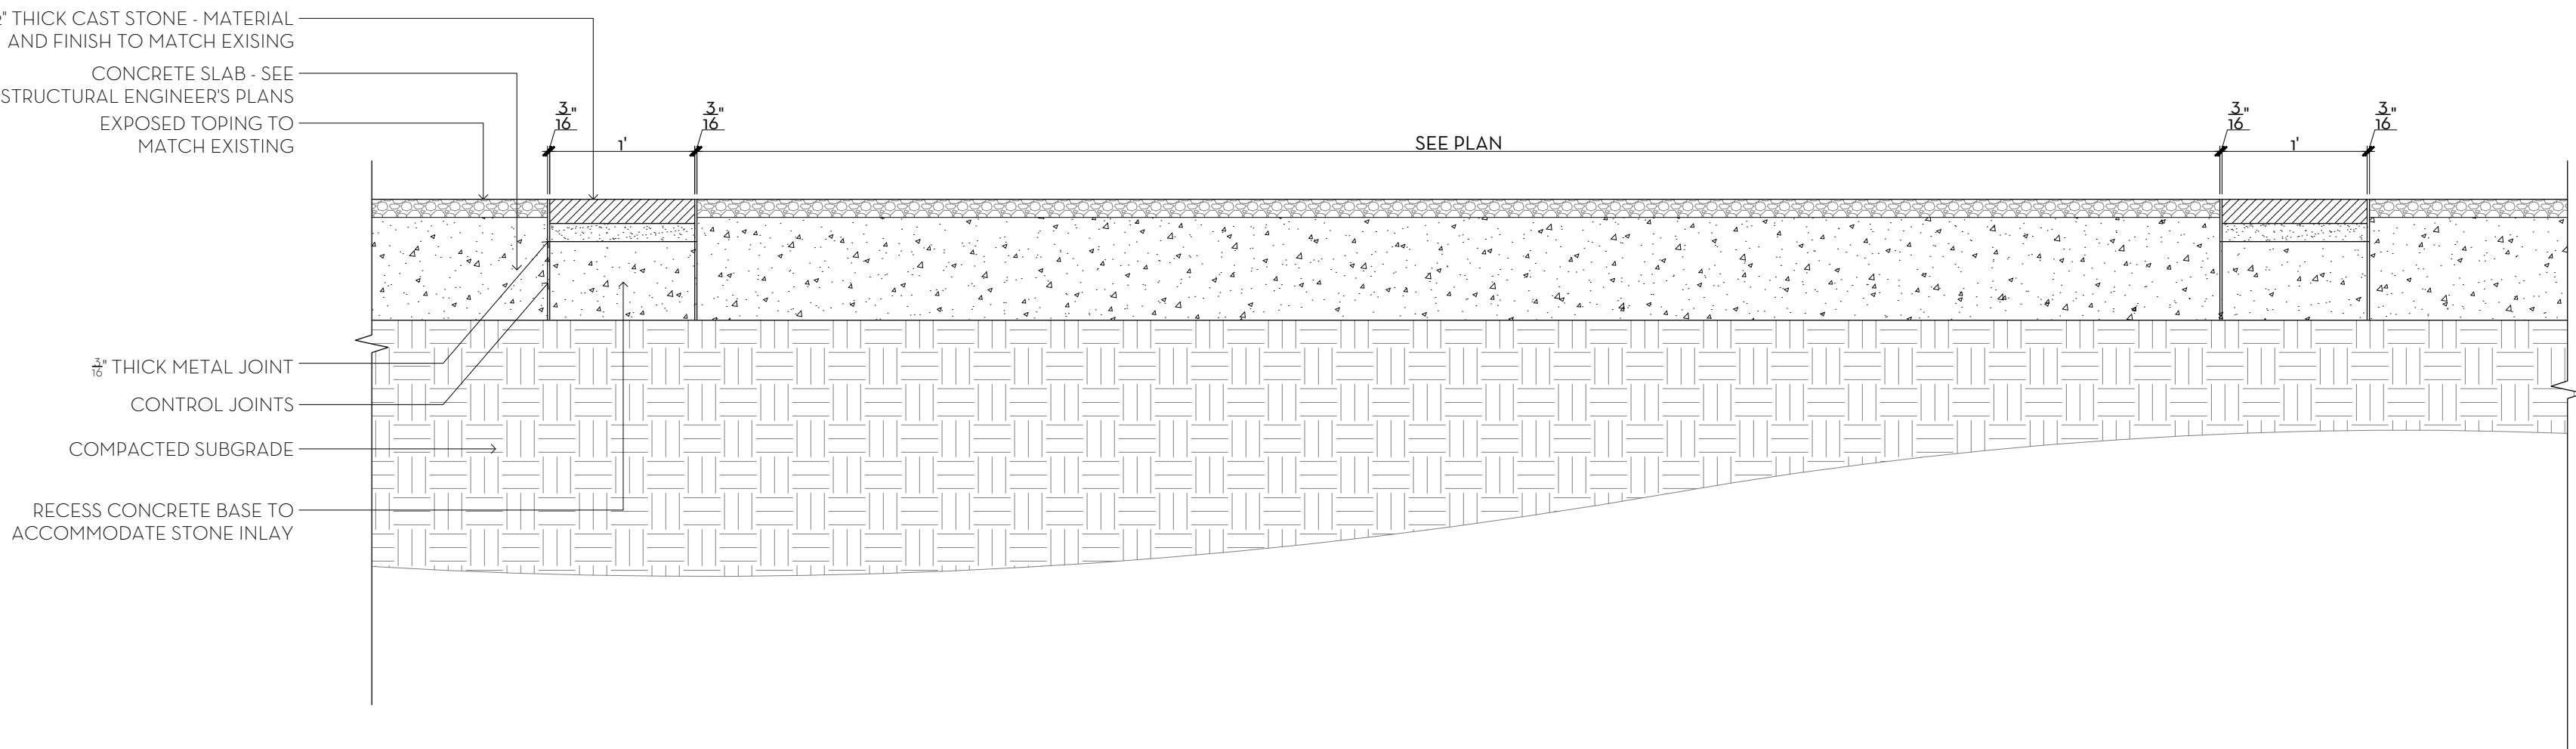 2" THICK CAST STONE - MATERIAL
AND FINISH TO MATCH EXISING
CONCRETE SLAB - SEE
STRUCTURAL ENGINEER'S PLANS
EXPOSED TOPING TO
MATCH EXISTING
3/16"
1'
3/16"
SEE PLAN
3/16"
1'
3/16"
3/16" THICK METAL JOINT
CONTROL JOINTS
COMPACTED SUBGRADE
RECESS CONCRETE BASE TO
ACCOMMODATE STONE INLAY